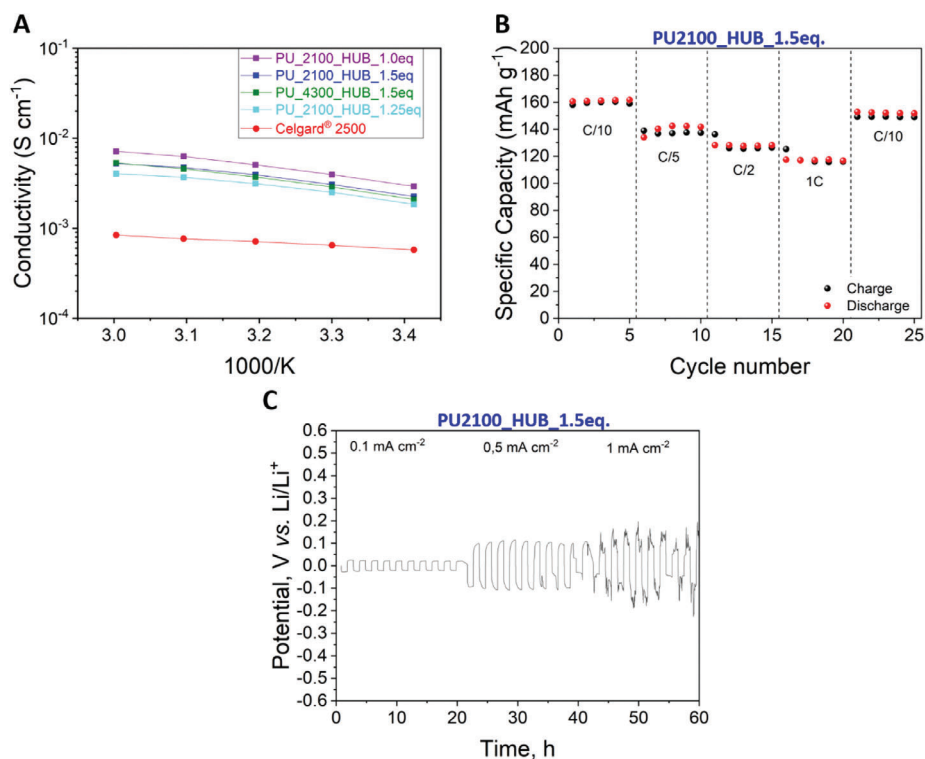 A
Conductivity (S cm⁻¹)
10⁻¹
10⁻²
10⁻³
10⁻⁴
PU_2100_HUB_1.0eq
PU_2100_HUB_1.5eq
PU_4300_HUB_1.5eq
PU_2100_HUB_1.25eq
Celgard® 2500
3.0 3.1 3.2 3.3 3.4
1000/K
B
PU2100_HUB_1.5eq.
Specific Capacity (mAh g⁻¹)
200
180
160
140
120
100
80
60
40
20
0
C/10
C/5
C/2
1C
C/10
Charge
Discharge
0 5 10 15 20 25
Cycle number
C
PU2100_HUB_1.5eq.
Potential, V vs. Li/Li⁺
0.6
0.5
0.4
0.3
0.2
0.1
0.0
-0.1
-0.2
-0.3
-0.4
-0.5
-0.6
0.1 mA cm⁻²
0,5 mA cm⁻²
1 mA cm⁻²
0 10 20 30 40 50 60
Time, h